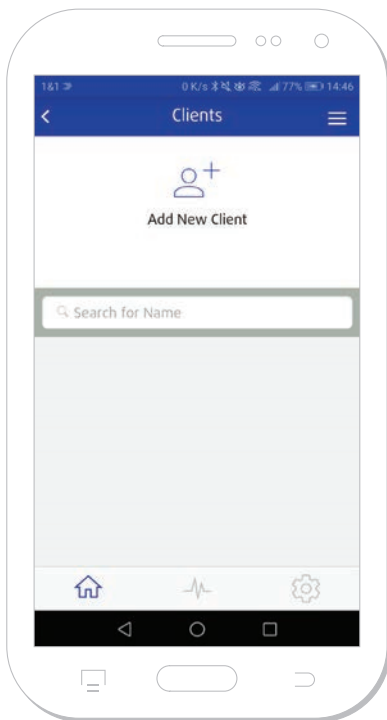 1&1
0 K/s 77% 14:46
Clients
Add New Client
Search for Name